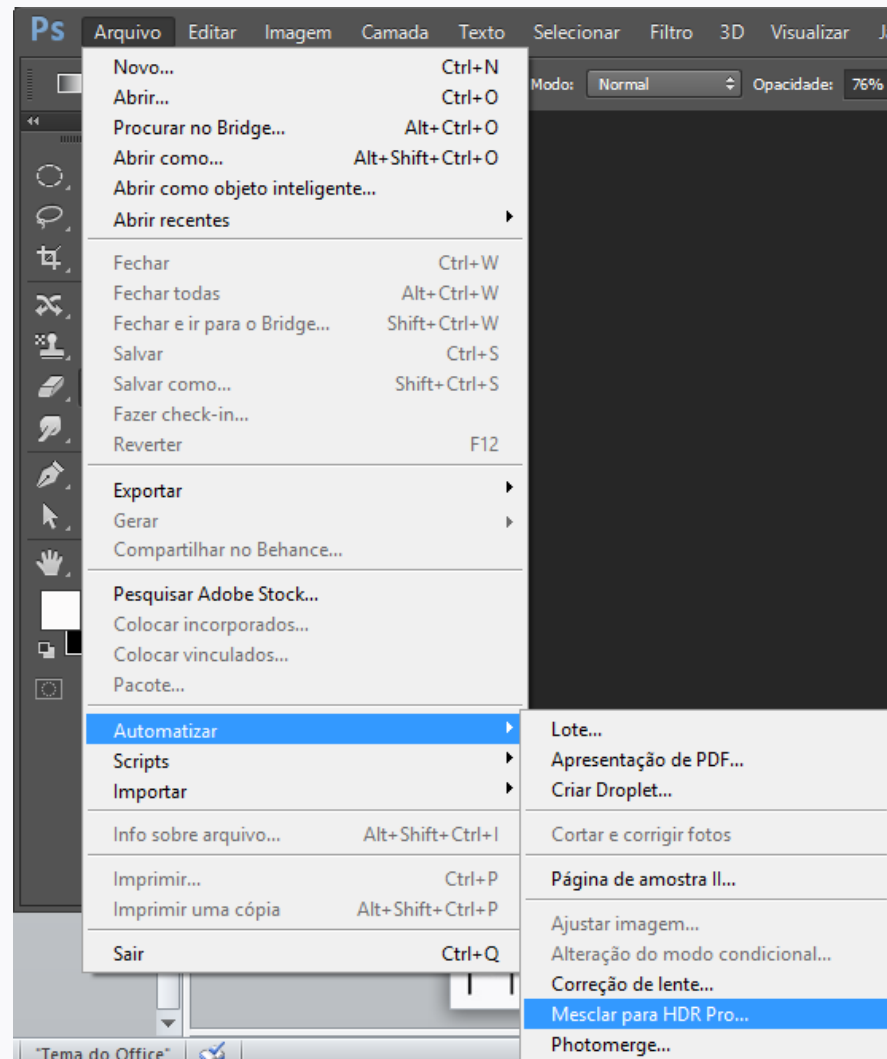 Ps Arquivo Editar Imagem Camada Texto Selecionar Filtro 3D Visualizar
Modo: Normal Opacidade: 76%
Novo... Ctrl+N
Abrir... Ctrl+O
Procurar no Bridge... Alt+Ctrl+O
Abrir como... Alt+Shift+Ctrl+O
Abrir como objeto inteligente...
Abrir recentes
Fechar Ctrl+W
Fechar todas Alt+Ctrl+W
Fechar e ir para o Bridge... Shift+Ctrl+W
Salvar Ctrl+S
Salvar como... Shift+Ctrl+S
Fazer check-in...
Reverter F12
Exportar
Gerar
Compartilhar no Behance...
Pesquisar Adobe Stock...
Colocar incorporados...
Colocar vinculados...
Pacote...
Automatizar
Scripts
Importar
Info sobre arquivo... Alt+Shift+Ctrl+I
Imprimir... Ctrl+P
Imprimir uma cópia Alt+Shift+Ctrl+P
Sair Ctrl+Q
Lote...
Apresentação de PDF...
Criar Droplet...
Cortar e corrigir fotos
Página de amostra II...
Ajustar imagem...
Alteração do modo condicional...
Correção de lente...
Mesclar para HDR Pro...
Photomerge...
"Tema do Office"